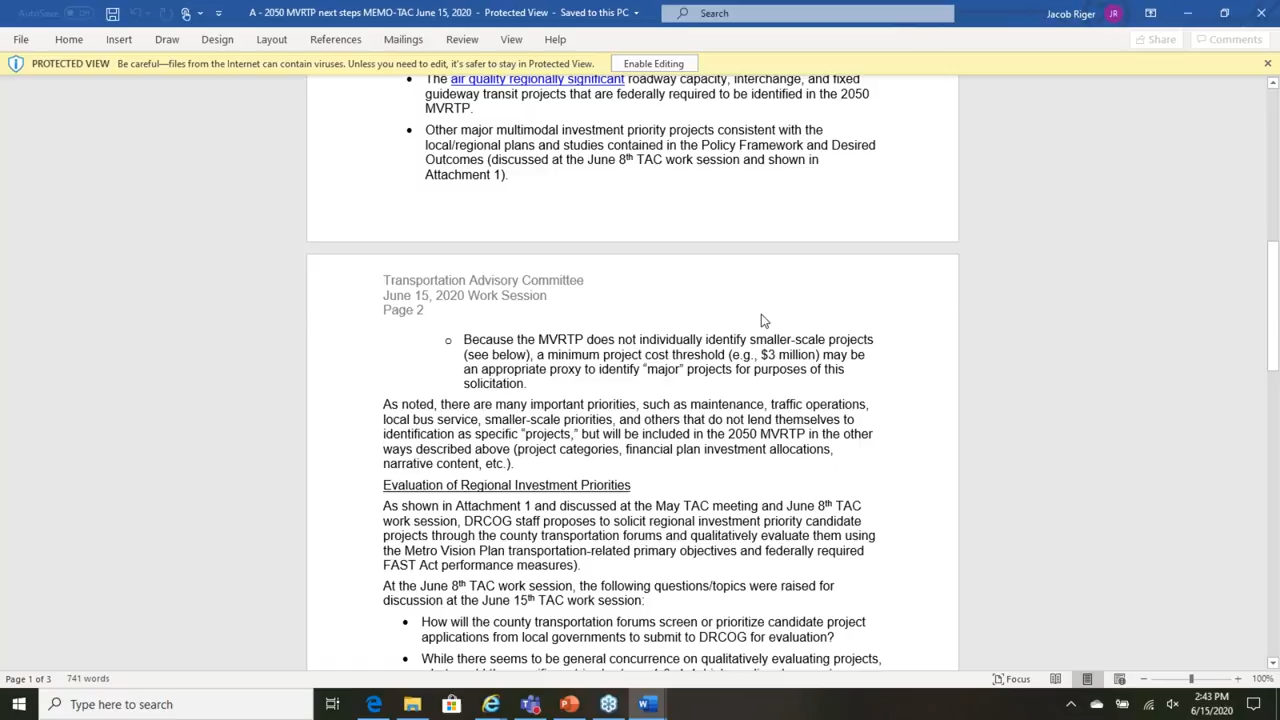 AutoSave
A - 2050 MVRTP next steps MEMO-TAC June 15, 2020 - Protected View - Saved to this PC
Search
Jacob Riger
JR
File Home Insert Draw Design Layout References Mailings Review View Help Share Comments
PROTECTED VIEW Be careful—files from the Internet can contain viruses. Unless you need to edit, it's safer to stay in Protected View. Enable Editing
• The air quality regionally significant roadway capacity, interchange, and fixed
guideway transit projects that are federally required to be identified in the 2050
MVRTP.
• Other major multimodal investment priority projects consistent with the
local/regional plans and studies contained in the Policy Framework and Desired
Outcomes (discussed at the June 8th TAC work session and shown in
Attachment 1).
Transportation Advisory Committee
June 15, 2020 Work Session
Page 2
o Because the MVRTP does not individually identify smaller-scale projects
(see below), a minimum project cost threshold (e.g., $3 million) may be
an appropriate proxy to identify “major” projects for purposes of this
solicitation.
As noted, there are many important priorities, such as maintenance, traffic operations,
local bus service, smaller-scale priorities, and others that do not lend themselves to
identification as specific “projects,” but will be included in the 2050 MVRTP in the other
ways described above (project categories, financial plan investment allocations,
narrative content, etc.).
Evaluation of Regional Investment Priorities
As shown in Attachment 1 and discussed at the May TAC meeting and June 8th TAC
work session, DRCOG staff proposes to solicit regional investment priority candidate
projects through the county transportation forums and qualitatively evaluate them using
the Metro Vision Plan transportation-related primary objectives and federally required
FAST Act performance measures).
At the June 8th TAC work session, the following questions/topics were raised for
discussion at the June 15th TAC work session:
• How will the county transportation forums screen or prioritize candidate project
applications from local governments to submit to DRCOG for evaluation?
• While there seems to be general concurrence on qualitatively evaluating projects,
Page 1 of 3 741 words Focus 100%
Type here to search
2:43 PM
6/15/2020